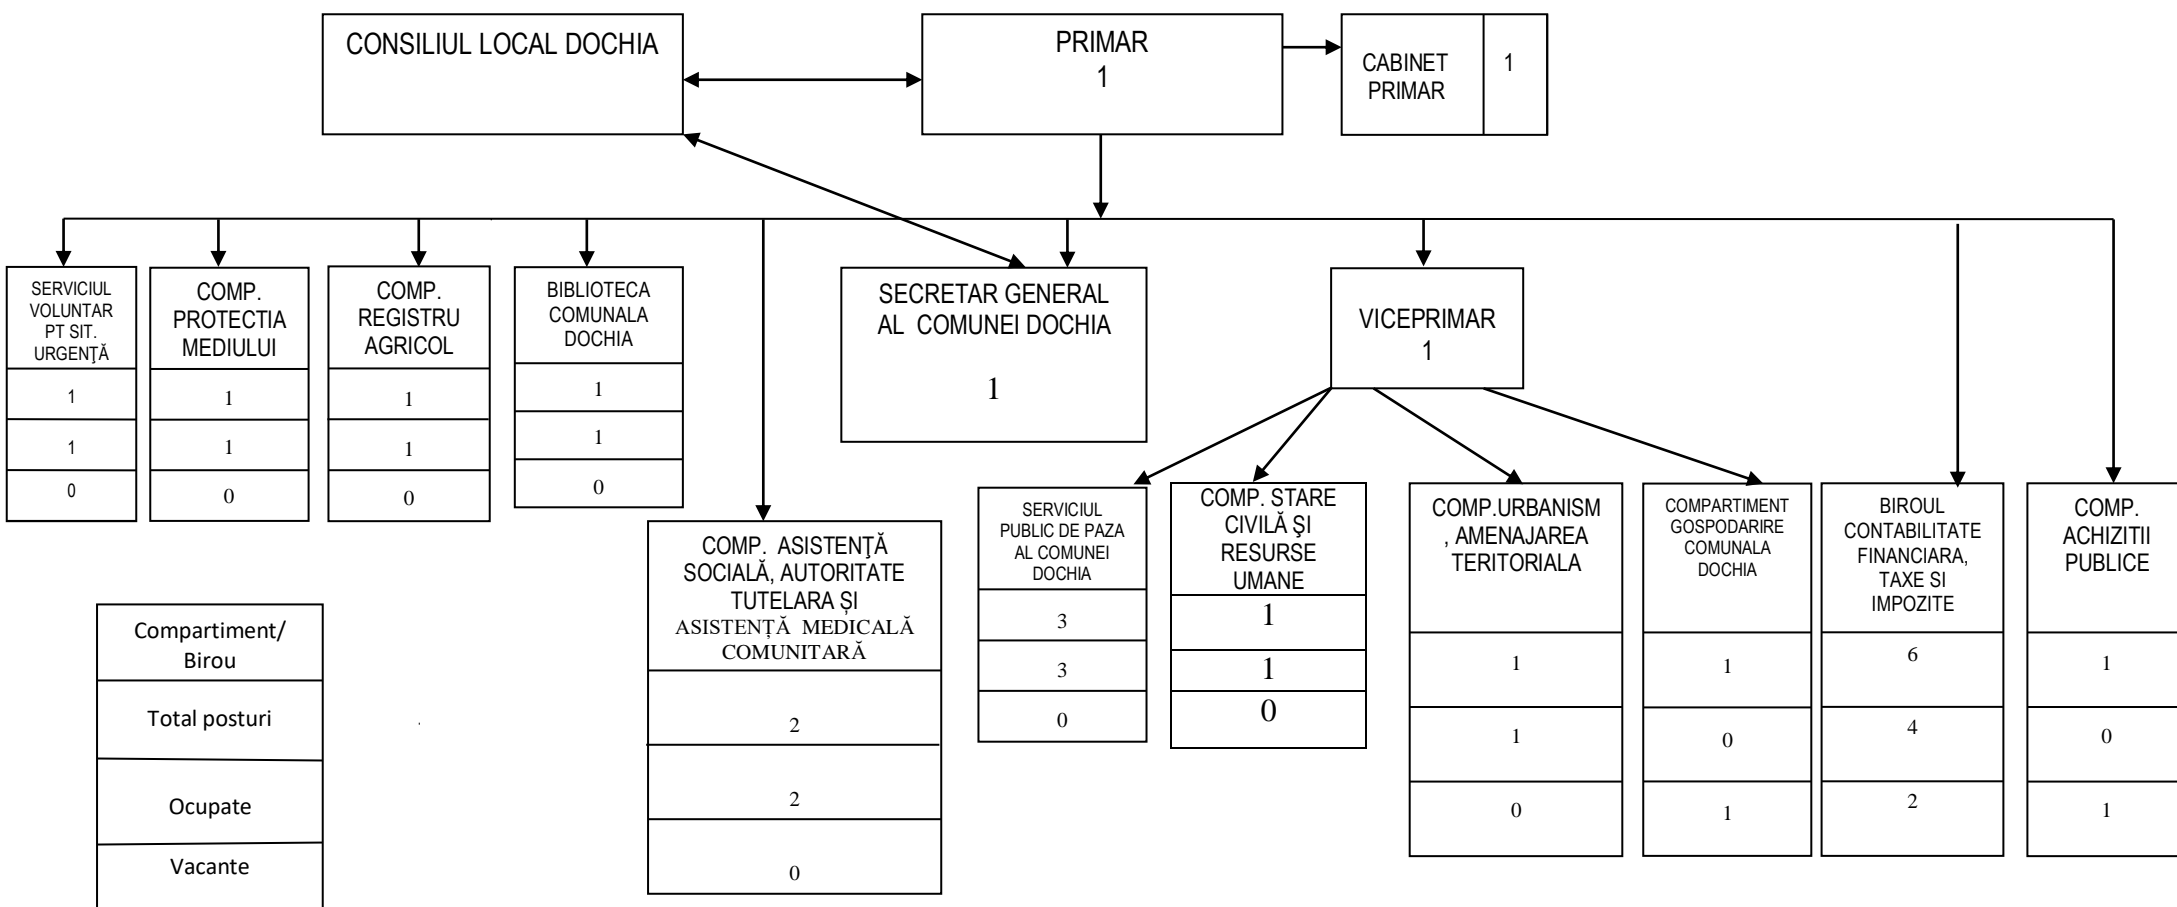 CONSILIUL LOCAL DOCHIA
PRIMAR
1
CABINET
PRIMAR
1
SERVICIUL
VOLUNTAR
PT SIT.
URGENŢĂ
1
1
0
COMP.
PROTECTIA
MEDIULUI
1
1
0
COMP.
REGISTRU
AGRICOL
1
1
0
BIBLIOTECA
COMUNALA
DOCHIA
1
1
0
COMP. ASISTENŢĂ
SOCIALĂ, AUTORITATE
TUTELARA ȘI
ASISTENȚĂ MEDICALĂ
COMUNITARĂ
2
2
0
SECRETAR GENERAL
AL COMUNEI DOCHIA
1
VICEPRIMAR
1
SERVICIUL
PUBLIC DE PAZA
AL COMUNEI
DOCHIA
3
3
0
COMP. STARE
CIVILĂ ŞI
RESURSE
UMANE
1
1
0
COMP.URBANISM
, AMENAJAREA
TERITORIALA
1
1
0
COMPARTIMENT
GOSPODARIRE
COMUNALA
DOCHIA
1
0
1
BIROUL
CONTABILITATE
FINANCIARA,
TAXE SI
IMPOZITE
6
4
2
COMP.
ACHIZITII
PUBLICE
1
0
1
Compartiment/
Birou
Total posturi
Ocupate
Vacante